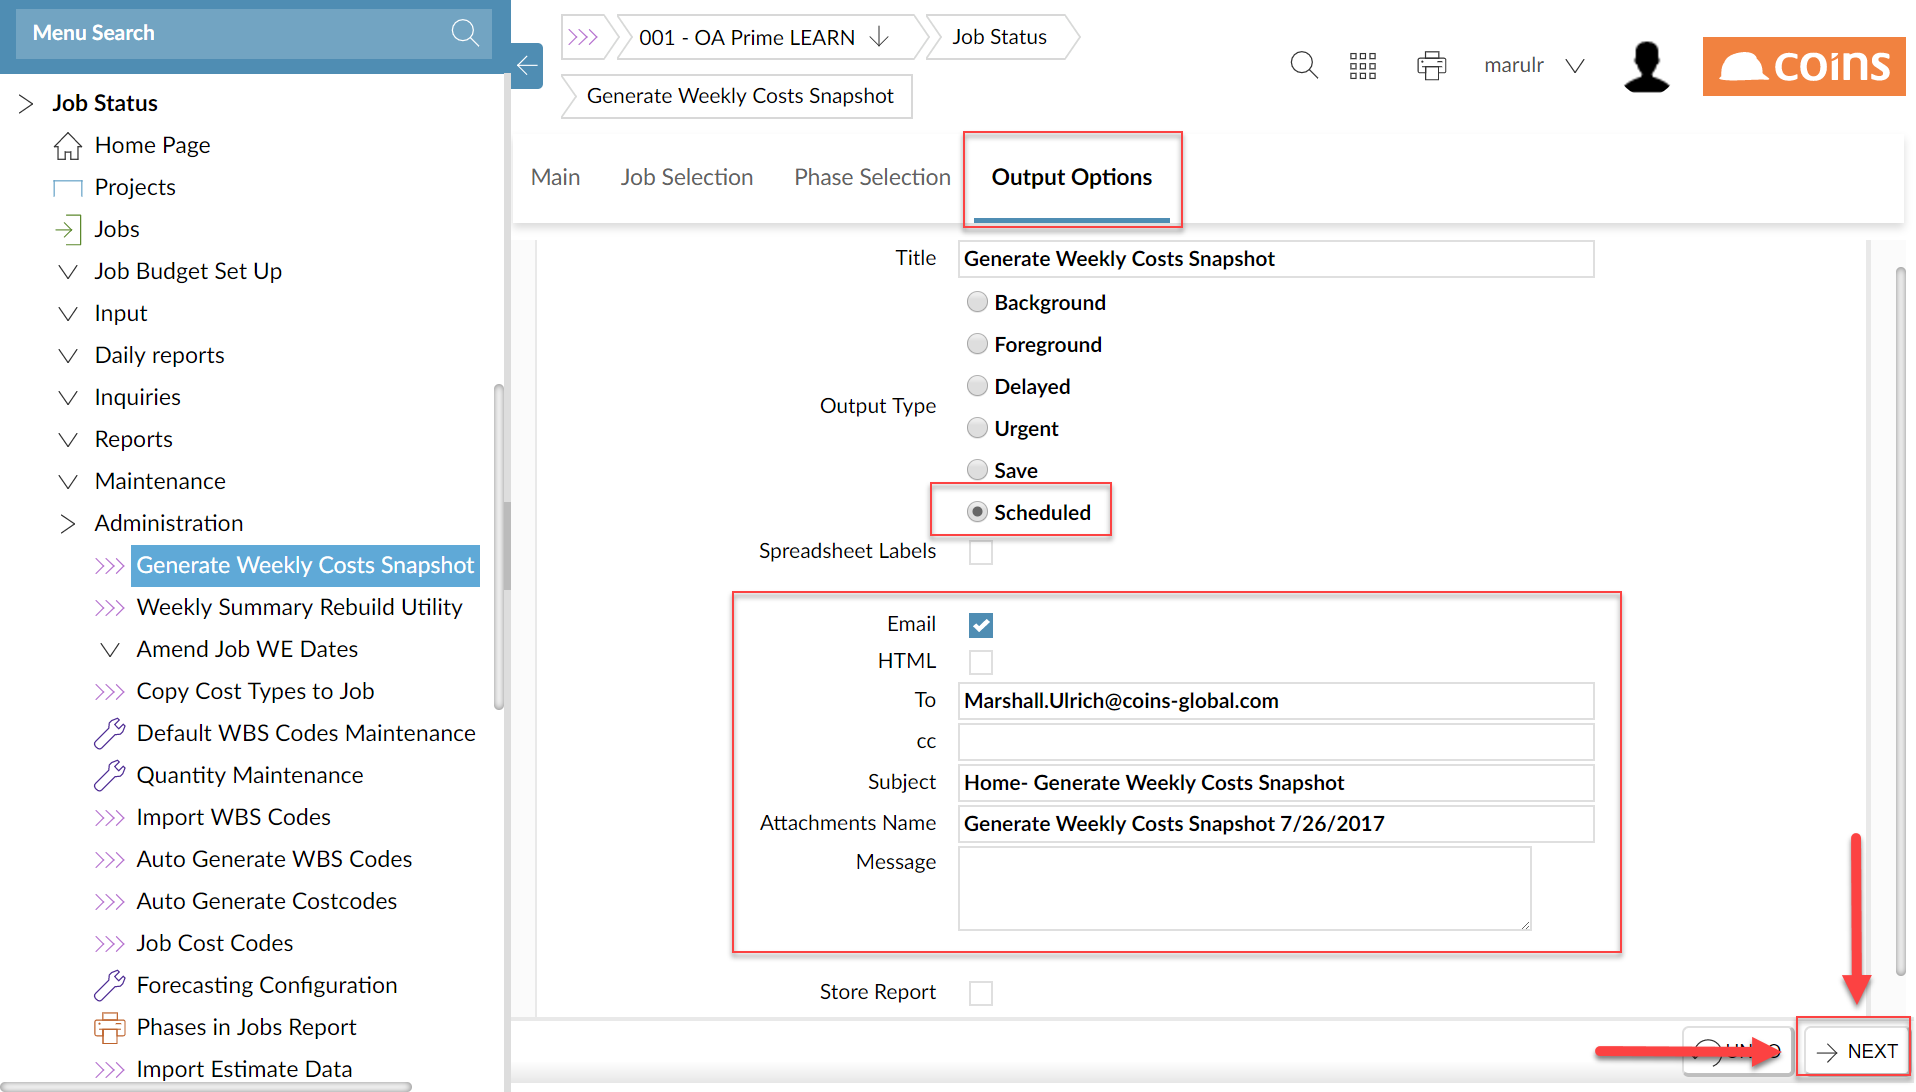 Menu Search
Job Status
Home Page
Projects
Jobs
Job Budget Set Up
Input
Daily reports
Inquiries
Reports
Maintenance
Administration
Generate Weekly Costs Snapshot
Weekly Summary Rebuild Utility
Amend Job WE Dates
Copy Cost Types to Job
Default WBS Codes Maintenance
Quantity Maintenance
Import WBS Codes
Auto Generate WBS Codes
Auto Generate Costcodes
Job Cost Codes
Forecasting Configuration
Phases in Jobs Report
Import Estimate Data
001 - OA Prime LEARN
Job Status
Generate Weekly Costs Snapshot
marulr
coins
Main Job Selection Phase Selection Output Options
Title Generate Weekly Costs Snapshot
Output Type
Background
Foreground
Delayed
Urgent
Save
Scheduled
Spreadsheet Labels
Email
HTML
To Marshall.Ulrich@coins-global.com
cc
Subject Home- Generate Weekly Costs Snapshot
Attachments Name Generate Weekly Costs Snapshot 7/26/2017
Message
Store Report
NEXT